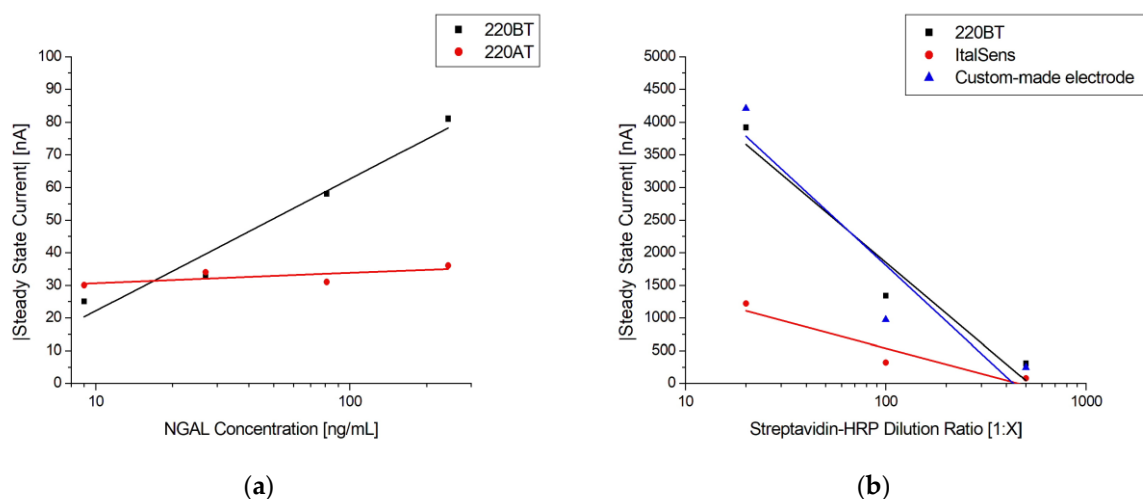 220BT
220AT
100
90
80
70
60
50
40
30
20
10
0
|Steady State Current| [nA]
10
100
NGAL Concentration [ng/mL]
(a)
220BT
ItalSens
Custom-made electrode
5000
4500
4000
3500
3000
2500
2000
1500
1000
500
0
|Steady State Current| [nA]
10
100
1000
Streptavidin-HRP Dilution Ratio [1:X]
(b)